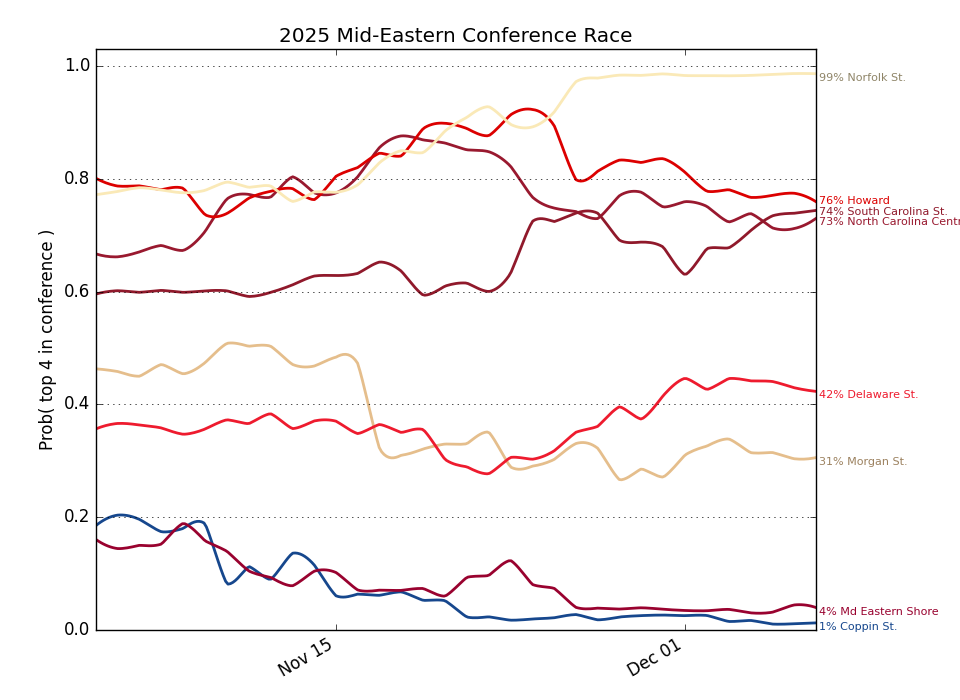 2025 Mid-Eastern Conference Race
Prob( top 4 in conference )
1.0
0.8
0.6
0.4
0.2
0.0
Nov 15
Dec 01
99% Norfolk St.
76% Howard
74% South Carolina St.
73% North Carolina Centr
42% Delaware St.
31% Morgan St.
4% Md Eastern Shore
1% Coppin St.